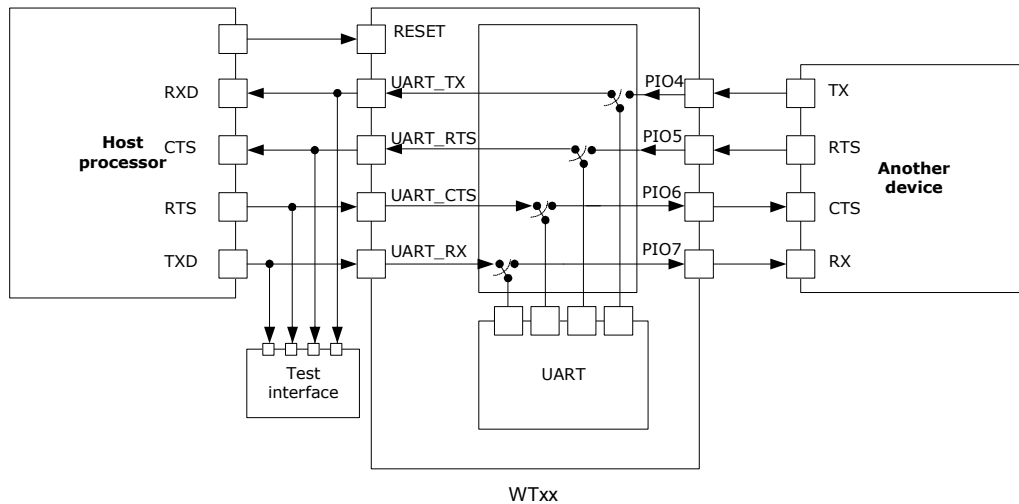 RESET
RXD
UART_TX
PIO4
TX
Host
processor
CTS
UART_RTS
PIO5
RTS
Another
device
RTS
UART_CTS
PIO6
CTS
TXD
UART_RX
PIO7
RX
Test
interface
UART
WTxx